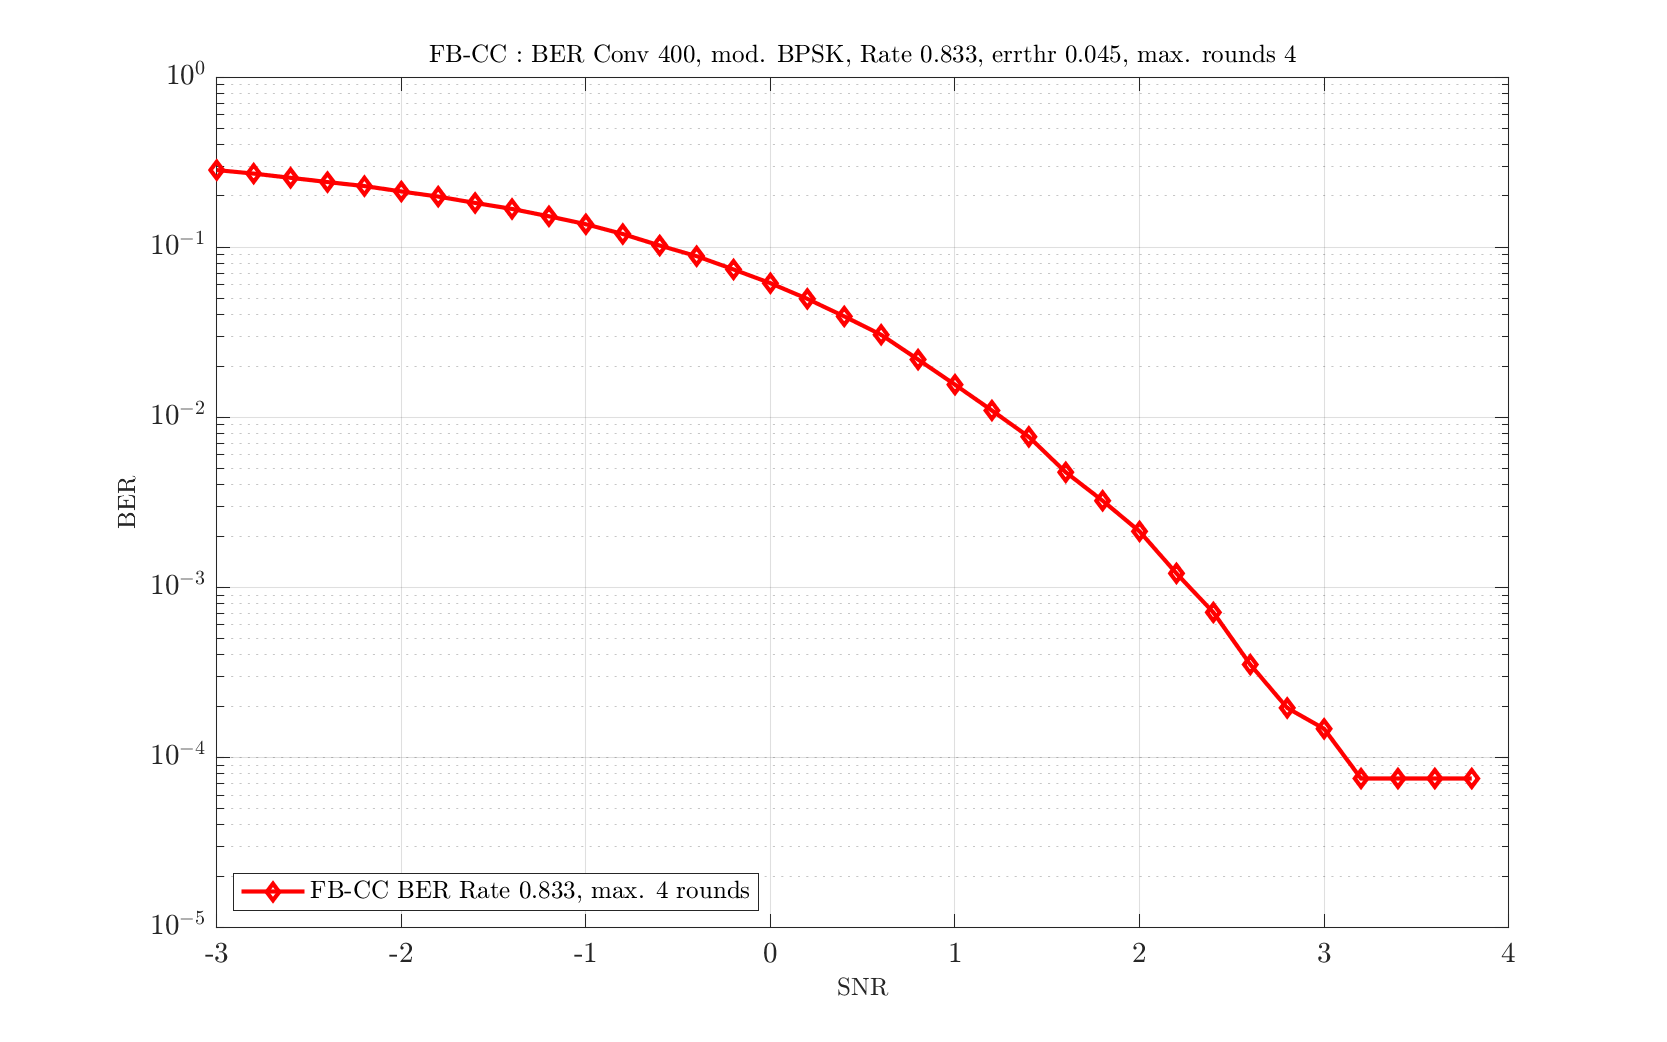 FB-CC : BER Conv 400, mod. BPSK, Rate 0.833, errthr 0.045, max. rounds 4
10^0
10^-1
10^-2
10^-3
10^-4
10^-5
BER
FB-CC BER Rate 0.833, max. 4 rounds
-3 -2 -1 0 1 2 3 4
SNR